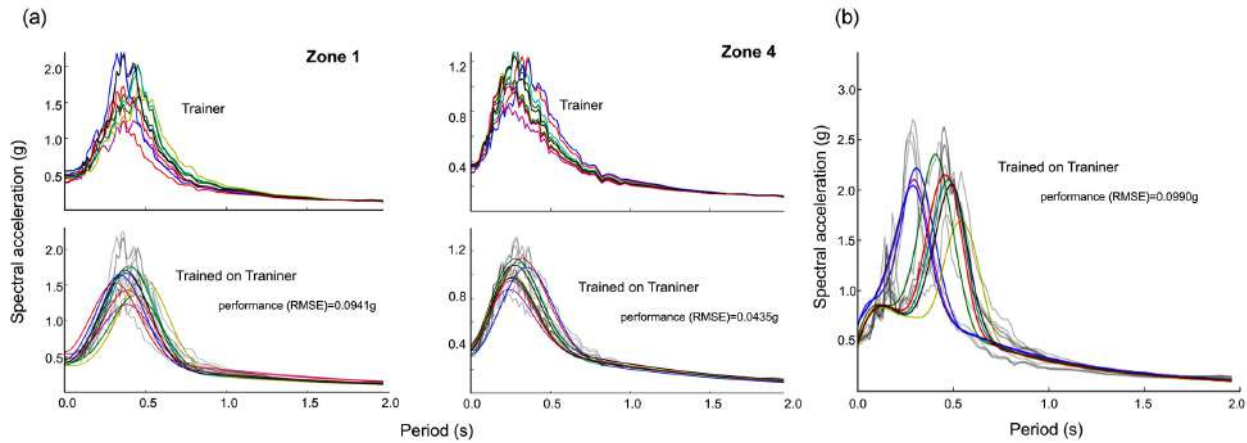 (a)
Zone 1
Trainer
2.0
1.5
1.0
0.5
Zone 4
Trainer
1.2
0.8
0.4
Spectral acceleration (g)
Trained on Traniner
performance (RMSE)=0.0941g
2.0
1.5
1.0
0.5
0.0 0.5 1.0 1.5
Trained on Traniner
performance (RMSE)=0.0435g
1.2
0.8
0.4
0.0 0.5 1.0 1.5 2.0
Period (s)
(b)
Spectral acceleration (g)
3.0
2.5
2.0
1.5
1.0
0.5
0
Trained on Traniner
performance (RMSE)=0.0990g
0.0 0.5 1.0 1.5 2.0
Period (s)